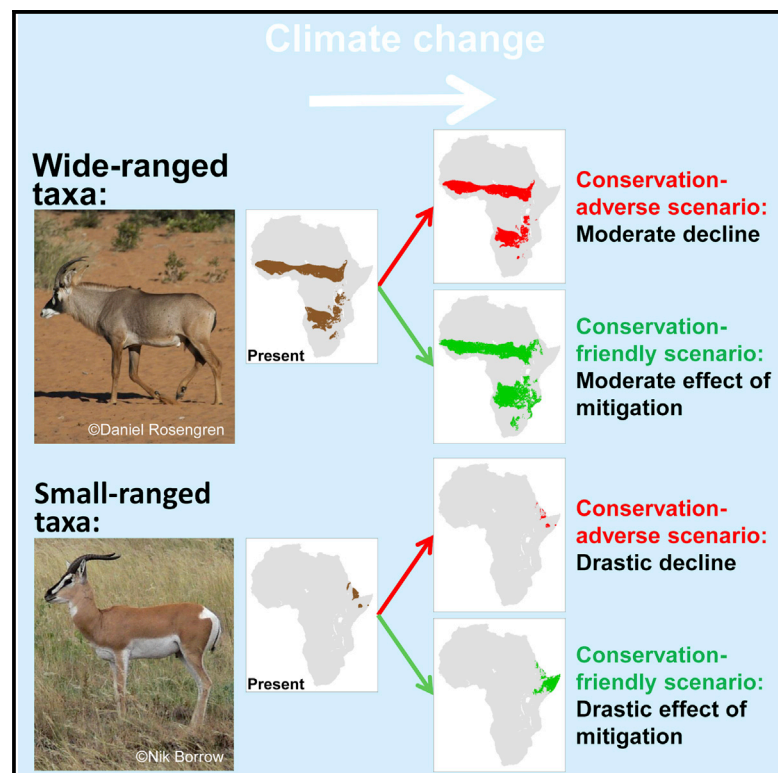 Climate change
Wide-ranged
taxa:
©Daniel Rosengren
Present
Conservation-
adverse scenario:
Moderate decline
Conservation-
friendly scenario:
Moderate effect of
mitigation
Small-ranged
taxa:
©Nik Borrow
Present
Conservation-
adverse scenario:
Drastic decline
Conservation-
friendly scenario:
Drastic effect of
mitigation